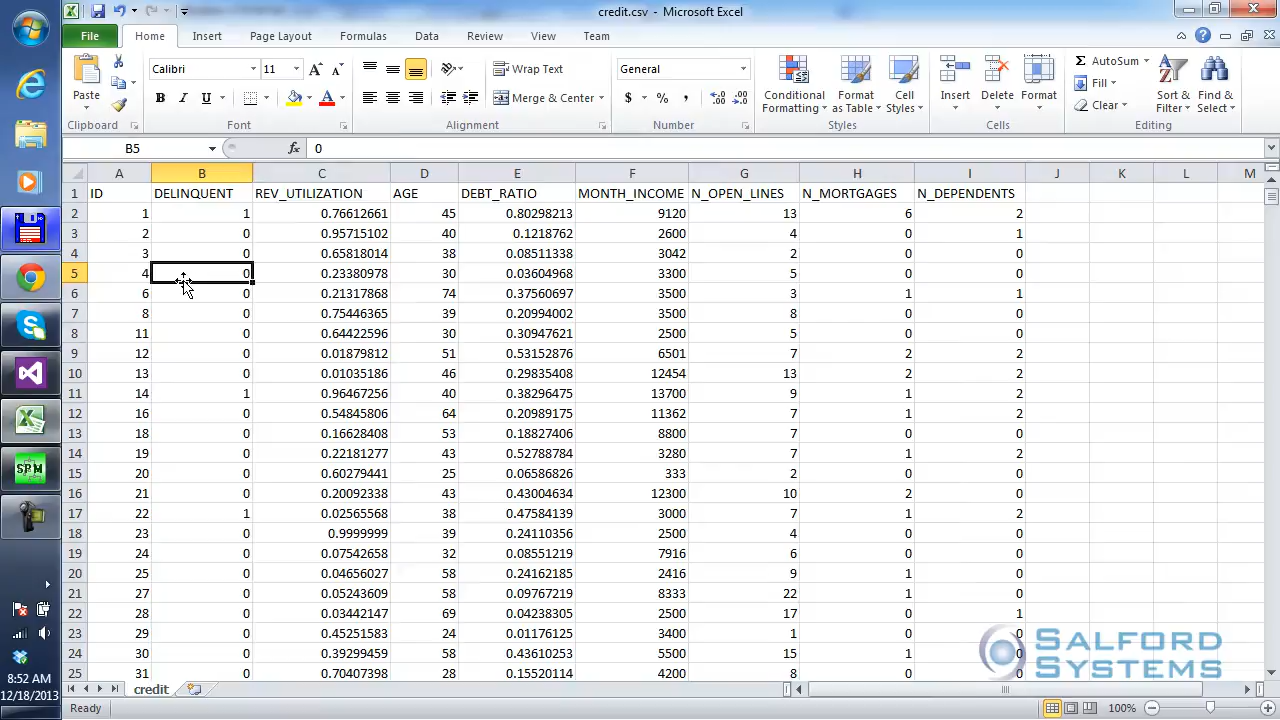 credit.csv - Microsoft Excel
File Home Insert Page Layout Formulas Data Review View Team
Paste
Calibri 11
B I U
Wrap Text
Merge & Center
General
$ % ,
Conditional Formatting
Format as Table
Cell Styles
Insert Delete Format
Σ AutoSum
Fill
Clear
Sort & Filter
Find & Select
Clipboard Font Alignment Number Styles Cells Editing
B5 fx 0
A B C D E F G H I J K L M
1 ID DELINQUENT REV_UTILIZATION AGE DEBT_RATIO MONTH_INCOME N_OPEN_LINES N_MORTGAGES N_DEPENDENTS
2 1 1 0.76612661 45 0.80298213 9120 13 6 2
3 2 0 0.95715102 40 0.1218762 2600 4 0 1
4 3 0 0.65818014 38 0.08511338 3042 2 0 0
5 4 0 0.23380978 30 0.03604968 3300 5 0 0
6 6 0 0.21317868 74 0.37560697 3500 3 1 1
7 8 0 0.75446365 39 0.20994002 3500 8 0 0
8 11 0 0.64422596 30 0.30947621 2500 5 0 0
9 12 0 0.01879812 51 0.53152876 6501 7 2 2
10 13 0 0.01035186 46 0.29835408 12454 13 2 2
11 14 1 0.96467256 40 0.38296475 13700 9 1 2
12 16 0 0.54845806 64 0.20989175 11362 7 1 2
13 18 0 0.16628408 53 0.18827406 8800 7 0 0
14 19 0 0.22181277 43 0.52788784 3280 7 1 2
15 20 0 0.60279441 25 0.06586826 333 2 0 0
16 21 0 0.20092338 43 0.43004634 12300 10 2 0
17 22 1 0.02565568 38 0.47584139 3000 7 1 2
18 23 0 0.9999999 39 0.24110356 2500 4 0 0
19 24 0 0.07542658 32 0.08551219 7916 6 0 0
20 25 0 0.04656027 58 0.24162185 2416 9 1 0
21 27 0 0.05243609 58 0.09767219 8333 22 1 0
22 28 0 0.03442147 69 0.04238305 2500 17 0 1
23 29 0 0.45251583 24 0.01176125 3400 1 0 0
24 30 0 0.39299459 58 0.43610253 5500 15 1 0
25 31 0 0.70407398 28 0.15520114 4200 8 0
SALFORD
SYSTEMS
SPM
8:52 AM
12/18/2013
credit
Ready 100%